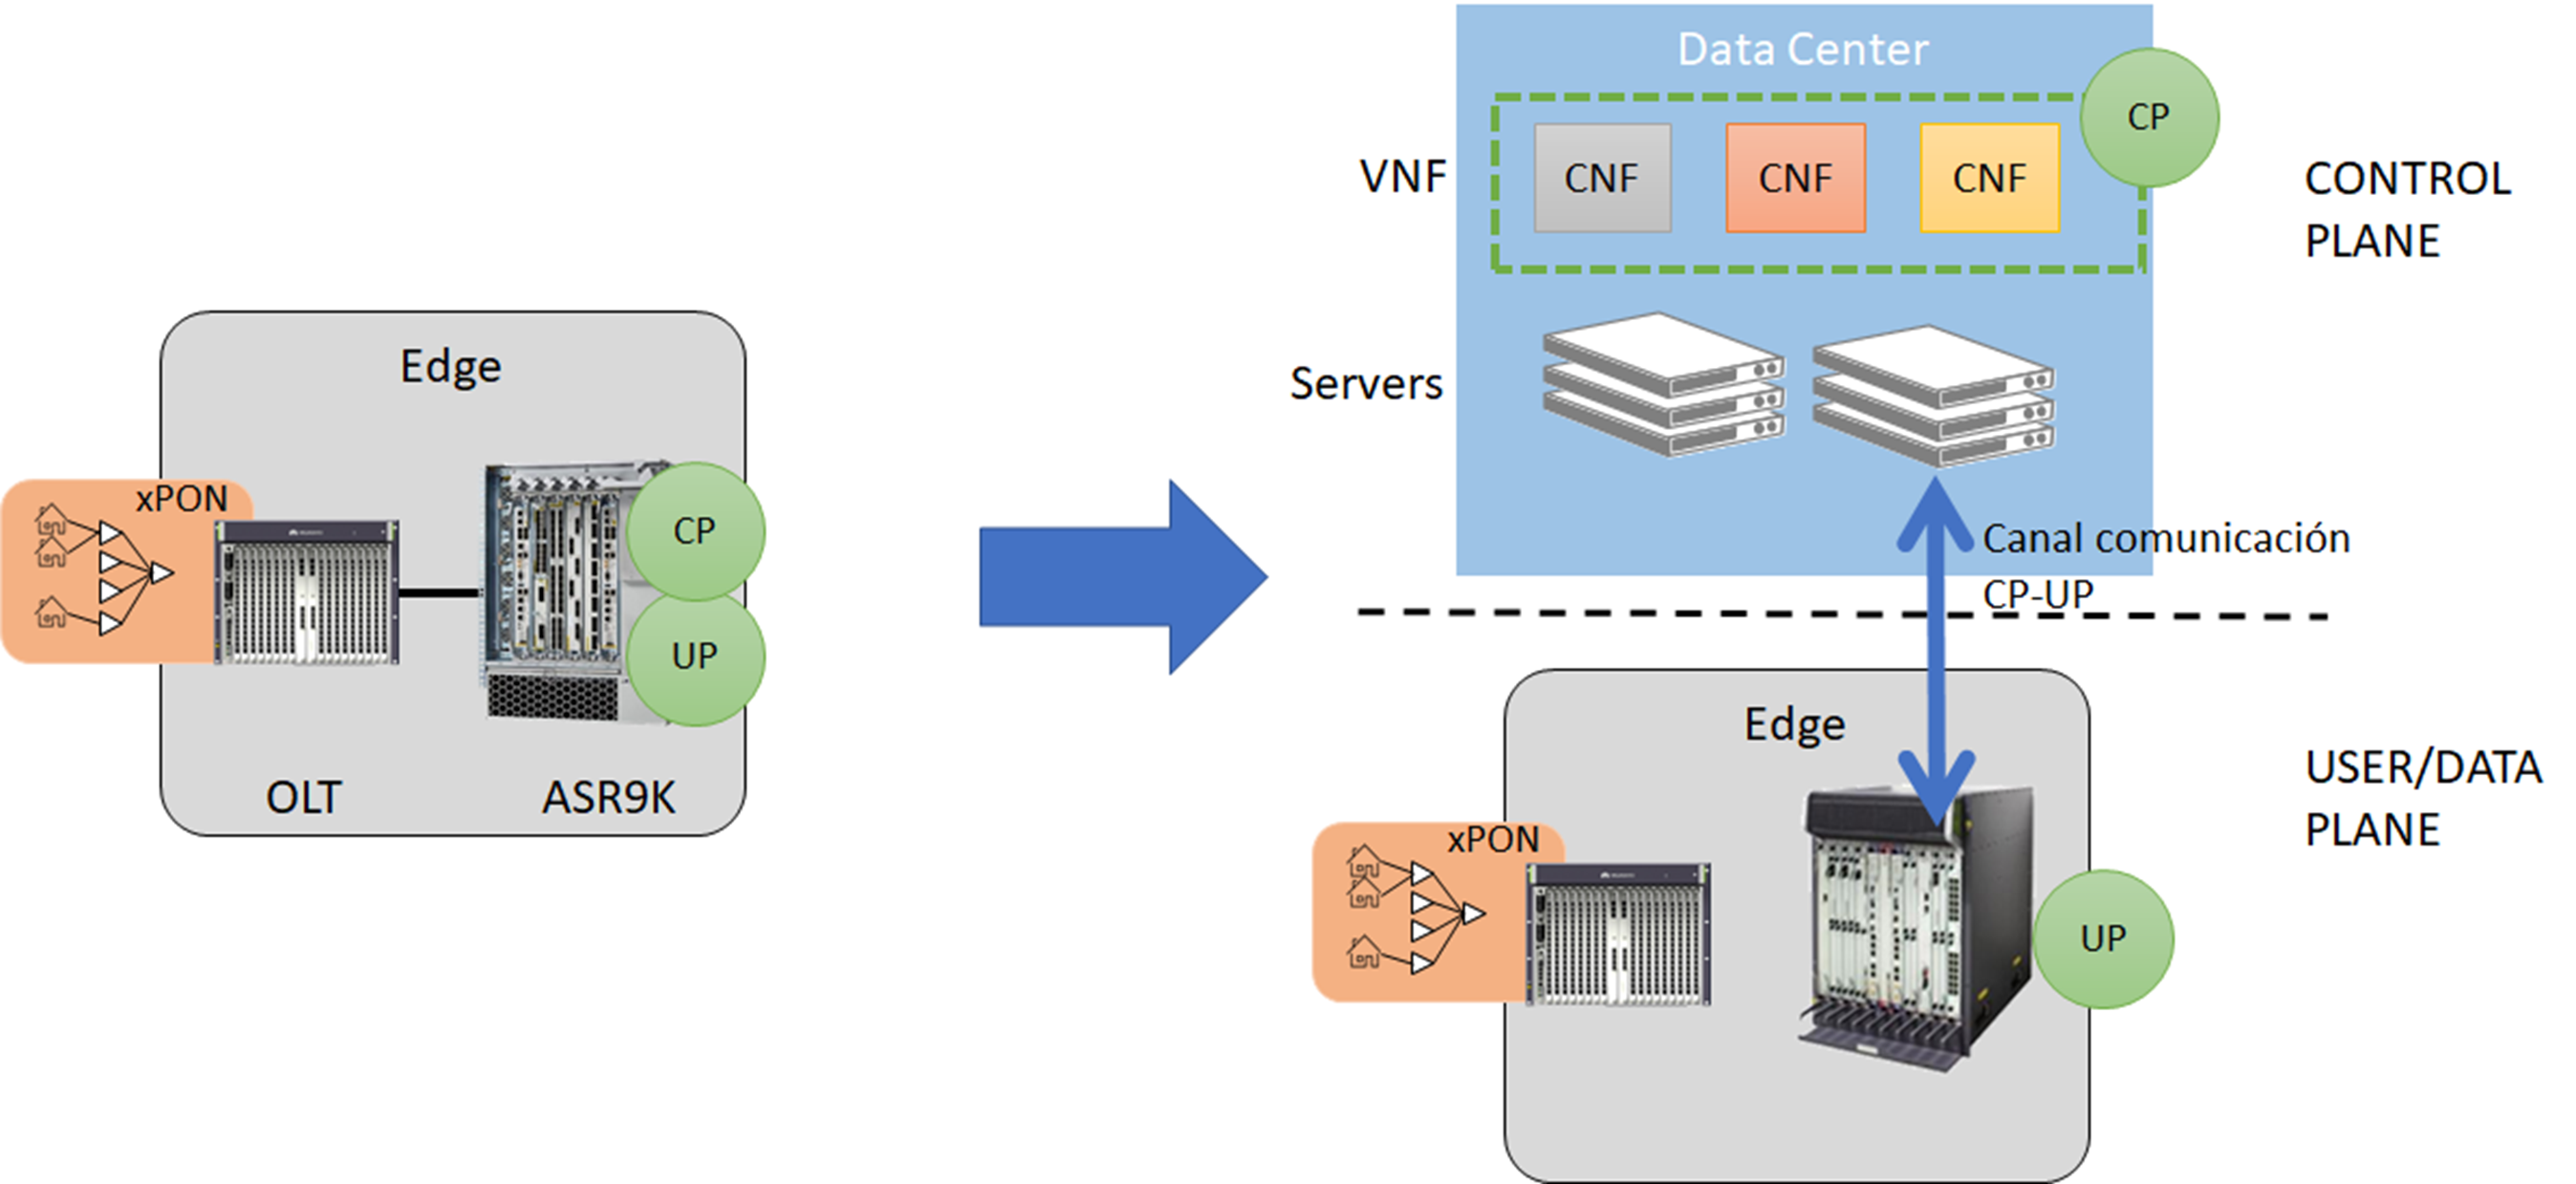 Edge
xPON
CP
UP
OLT
ASR9K
Data Center
CP
VNF
CNF
CNF
CNF
CONTROL
PLANE
Servers
Canal comunicación
CP-UP
Edge
USER/DATA
PLANE
xPON
UP